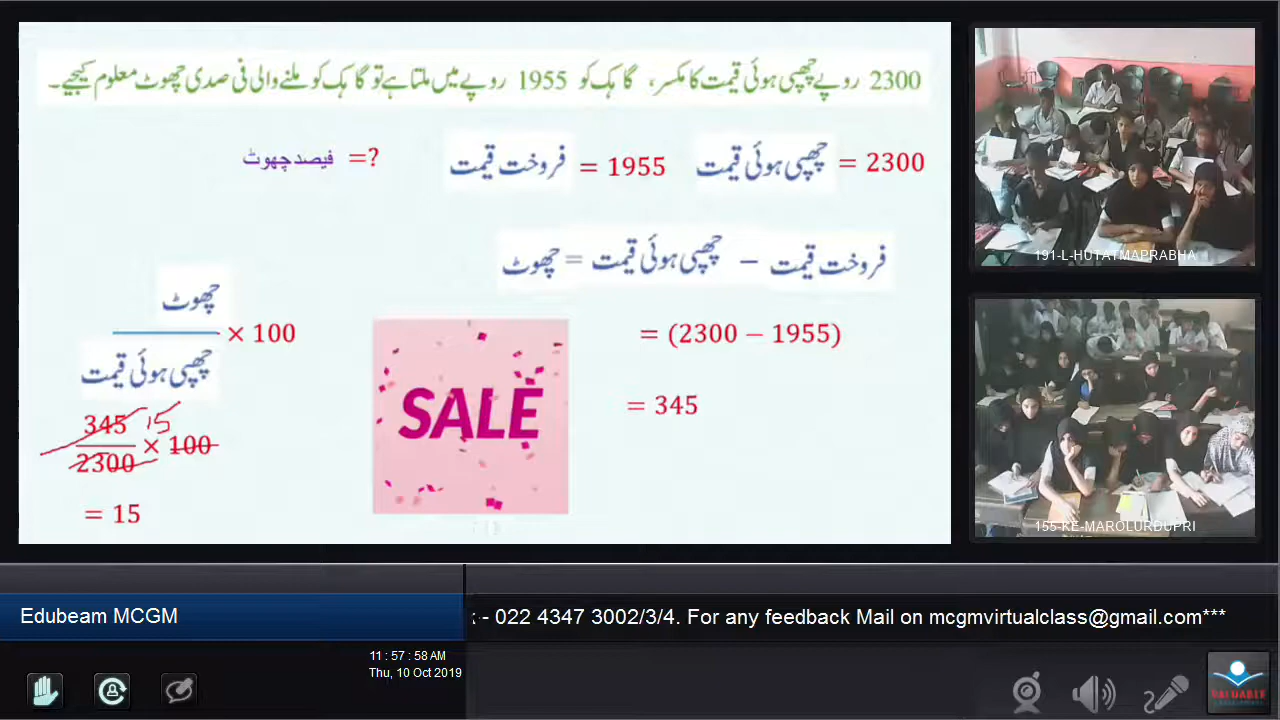 2300 روپے چھپی ہوئی قیمت کا مکسر، گاہک کو 1955 روپے میں ملتا ہے تو گاہک کو ملنے والی فی صدی چھوٹ معلوم کیجیے۔
چھپی ہوئی قیمت = 2300
فروخت قیمت = 1955
فیصد چھوٹ =?
چھوٹ = چھپی ہوئی قیمت − فروخت قیمت
= (2300 − 1955)
= 345
چھوٹ
× 100
چھپی ہوئی قیمت
345 15
× 100
2300
= 15
SALE
191-L-HUTATMAPRABHA
155-KE-MAROLURDUPRI
Edubeam MCGM
- 022 4347 3002/3/4. For any feedback Mail on mcgmvirtualclass@gmail.com***
11 : 57 : 58 AM
Thu, 10 Oct 2019
VALUABLE